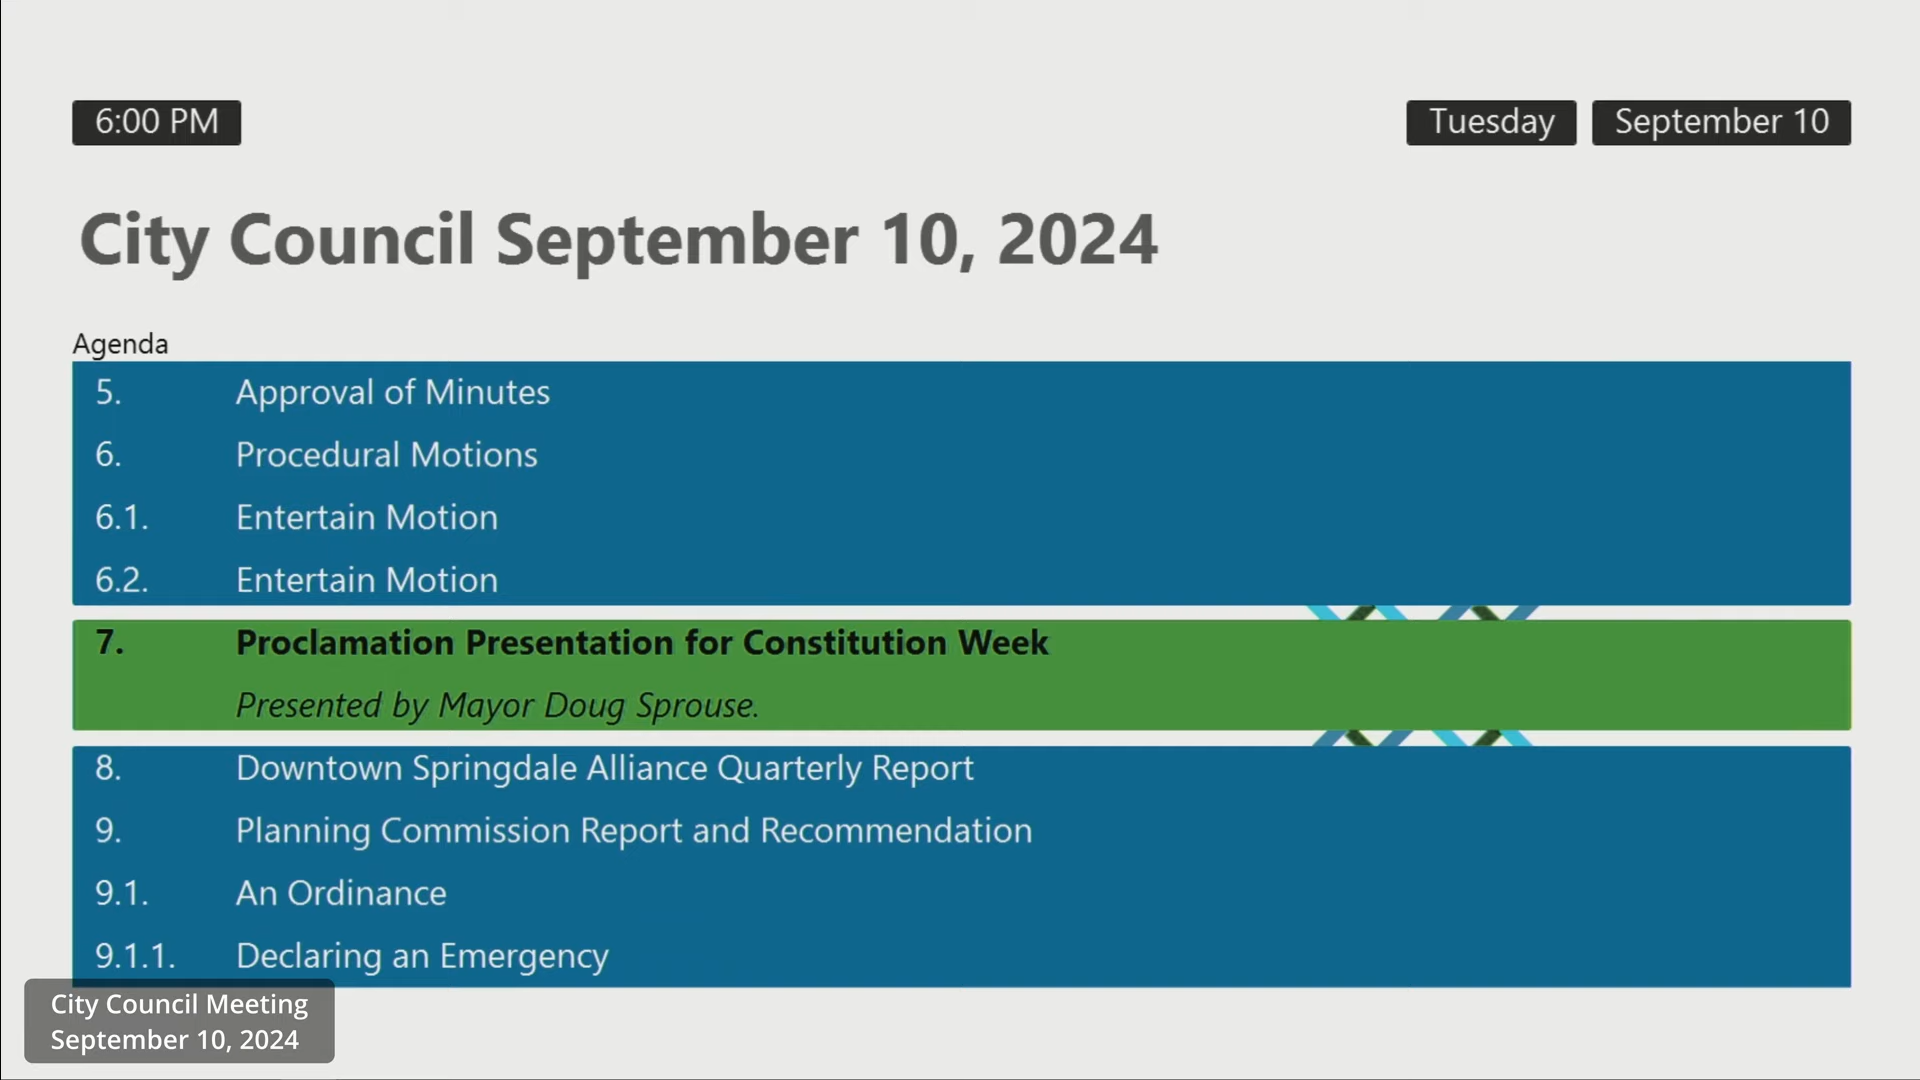 6:00 PM
Tuesday
September 10
City Council September 10, 2024
Agenda
5. Approval of Minutes
6. Procedural Motions
6.1. Entertain Motion
6.2. Entertain Motion
7. Proclamation Presentation for Constitution Week
Presented by Mayor Doug Sprouse.
8. Downtown Springdale Alliance Quarterly Report
9. Planning Commission Report and Recommendation
9.1. An Ordinance
9.1.1. Declaring an Emergency
City Council Meeting
September 10, 2024